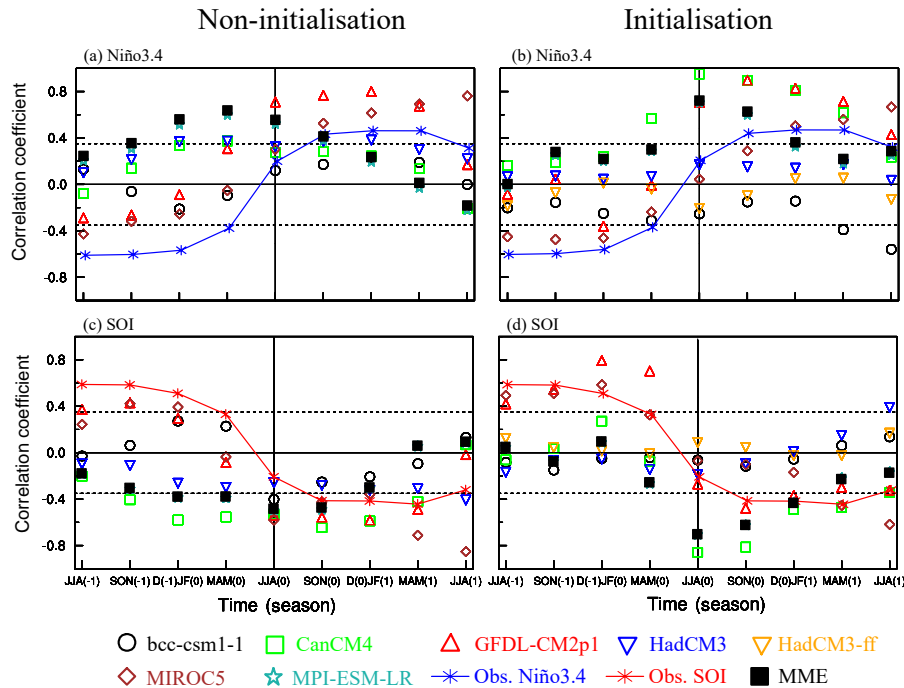 Non-initialisation Initialisation
(a) Niño3.4 (b) Niño3.4
Correlation coefficient
0.8
0.4
0.0
-0.4
-0.8
(c) SOI (d) SOI
Correlation coefficient
0.8
0.4
0.0
-0.4
-0.8
JJA(-1) SON(-1) D(-1)JF(0) MAM(0) JJA(0) SON(0) D(0)JF(1) MAM(1) JJA(1)
JJA(-1) SON(-1) D(-1)JF(0) MAM(0) JJA(0) SON(0) D(0)JF(1) MAM(1) JJA(1)
Time (season) Time (season)
bcc-csm1-1 CanCM4 GFDL-CM2p1 HadCM3 HadCM3-ff
MIROC5 MPI-ESM-LR Obs. Niño3.4 Obs. SOI MME